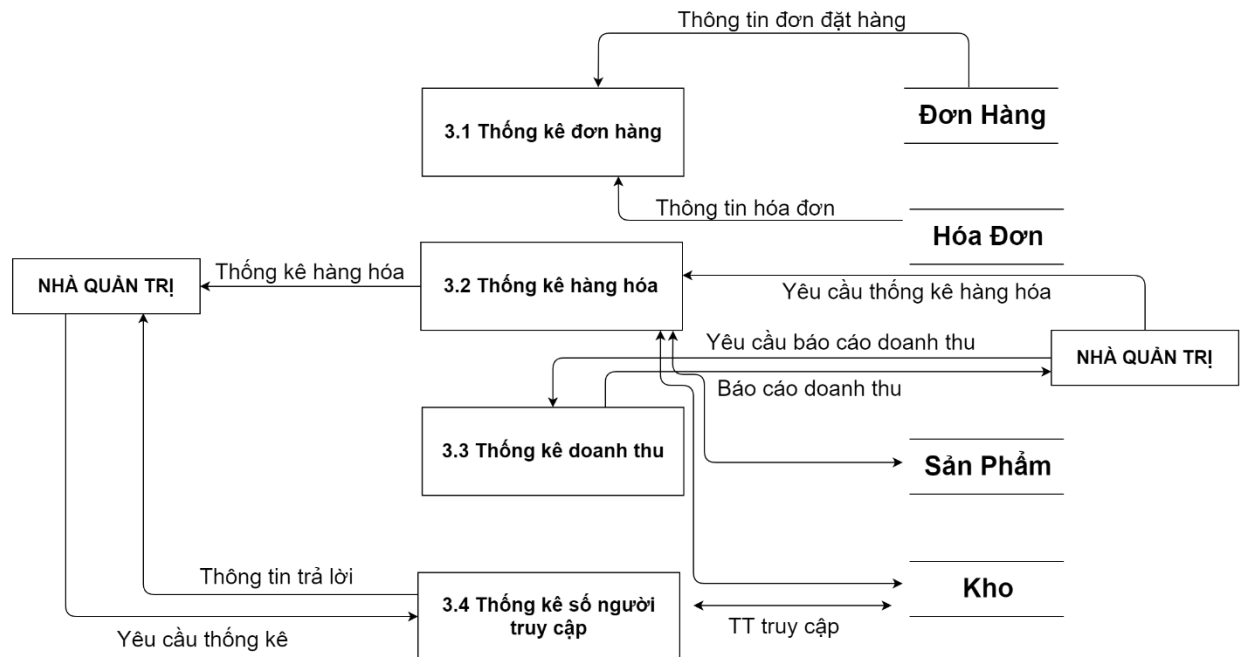 Thông tin đơn đặt hàng
3.1 Thống kê đơn hàng
Đơn Hàng
Thông tin hóa đơn
Hóa Đơn
NHÀ QUẢN TRỊ
Thống kê hàng hóa
3.2 Thống kê hàng hóa
Yêu cầu thống kê hàng hóa
Yêu cầu báo cáo doanh thu
NHÀ QUẢN TRỊ
Báo cáo doanh thu
3.3 Thống kê doanh thu
Sản Phẩm
Thông tin trả lời
3.4 Thống kê số người
truy cập
Kho
TT truy cập
Yêu cầu thống kê